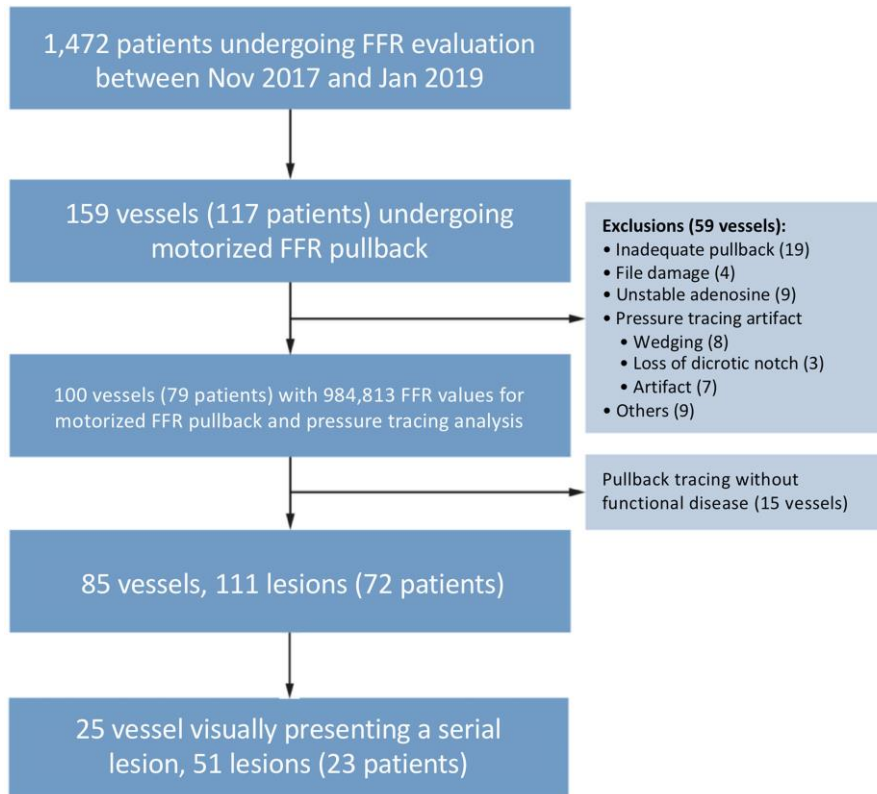 1,472 patients undergoing FFR evaluation
between Nov 2017 and Jan 2019
159 vessels (117 patients) undergoing
motorized FFR pullback
Exclusions (59 vessels):
• Inadequate pullback (19)
• File damage (4)
• Unstable adenosine (9)
• Pressure tracing artifact
• Wedging (8)
• Loss of dicrotic notch (3)
• Artifact (7)
• Others (9)
100 vessels (79 patients) with 984,813 FFR values for
motorized FFR pullback and pressure tracing analysis
Pullback tracing without
functional disease (15 vessels)
85 vessels, 111 lesions (72 patients)
25 vessel visually presenting a serial
lesion, 51 lesions (23 patients)